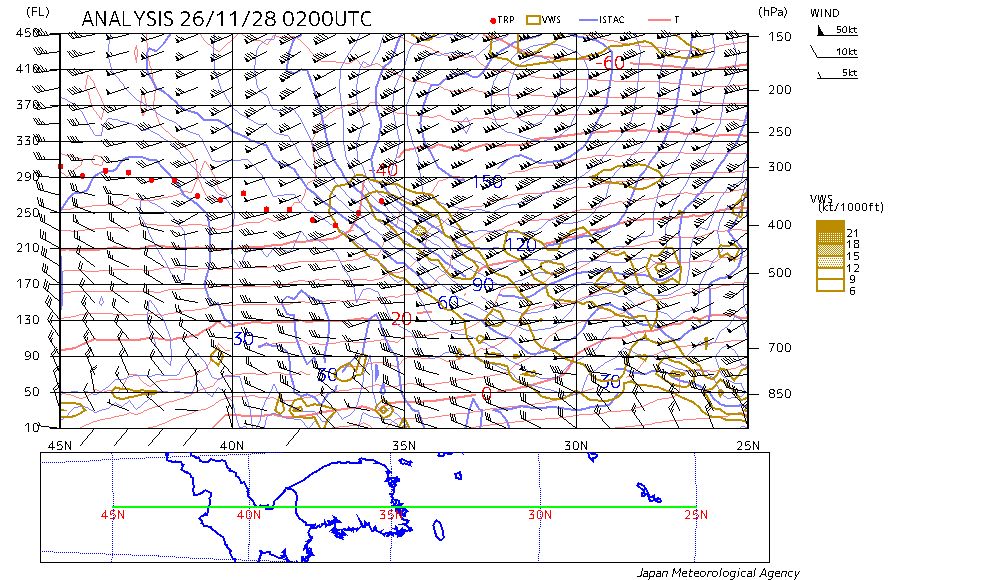 (FL) ANALYSIS 26/11/28 0200UTC TRP VWS ISTAC T (hPa) WIND
450 150 50kt
-60 10kt
410 200 5kt
370
330 250
290 -40 150 300
VWS
(kt/1000ft)
250 400
21
210 120 18
15
500 12
170 90 9
60 6
130 20
30 700
90
30 30
50 0 850
10
45N 40N 35N 30N 25N
45N 40N 35N 30N 25N
Japan Meteorological Agency